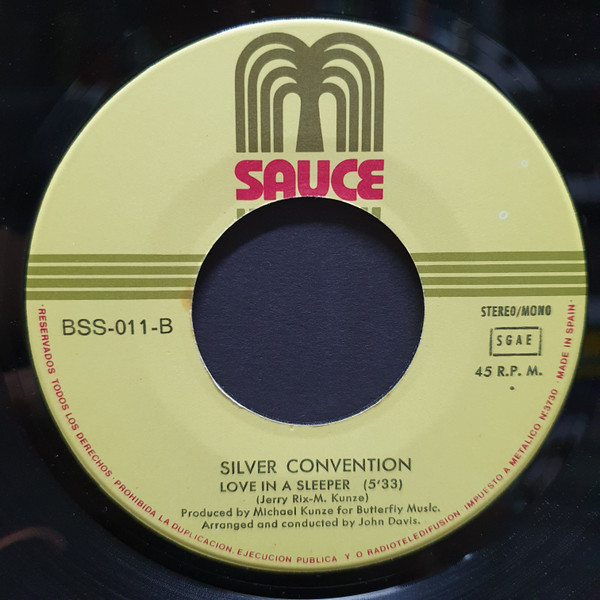 SAUCE
BSS-011-B
STEREO/MONO
SGAE
45 R.P.M.
SILVER CONVENTION
LOVE IN A SLEEPER (5'33)
(Jerry Rix-M. Kunze)
Produced by Michael Kunze for Butterfly Music.
Arranged and conducted by John Davis.
· RESERVADOS TODOS LOS DERECHOS · PROHIBIDA LA DUPLICACION, EJECUCION PUBLICA Y O RADIOTELEDIFUSION IMPUESTO A METALICO N.º 3730 · MADE IN SPAIN ·